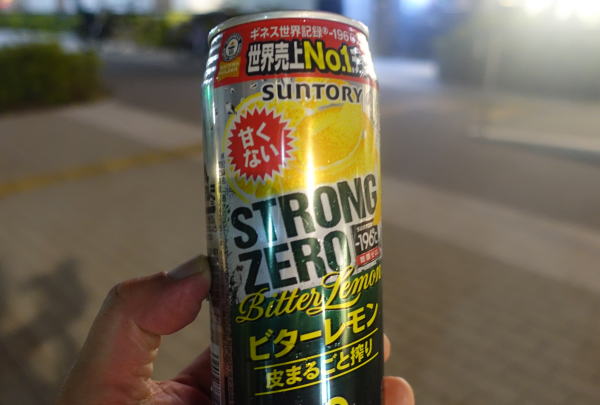 ギネス世界記録®-196
世界売上No.1
SUNTORY
甘く
ない
STRONG
ZERO
-196℃
Bitter Lemon
ビターレモン
皮まるごと搾り